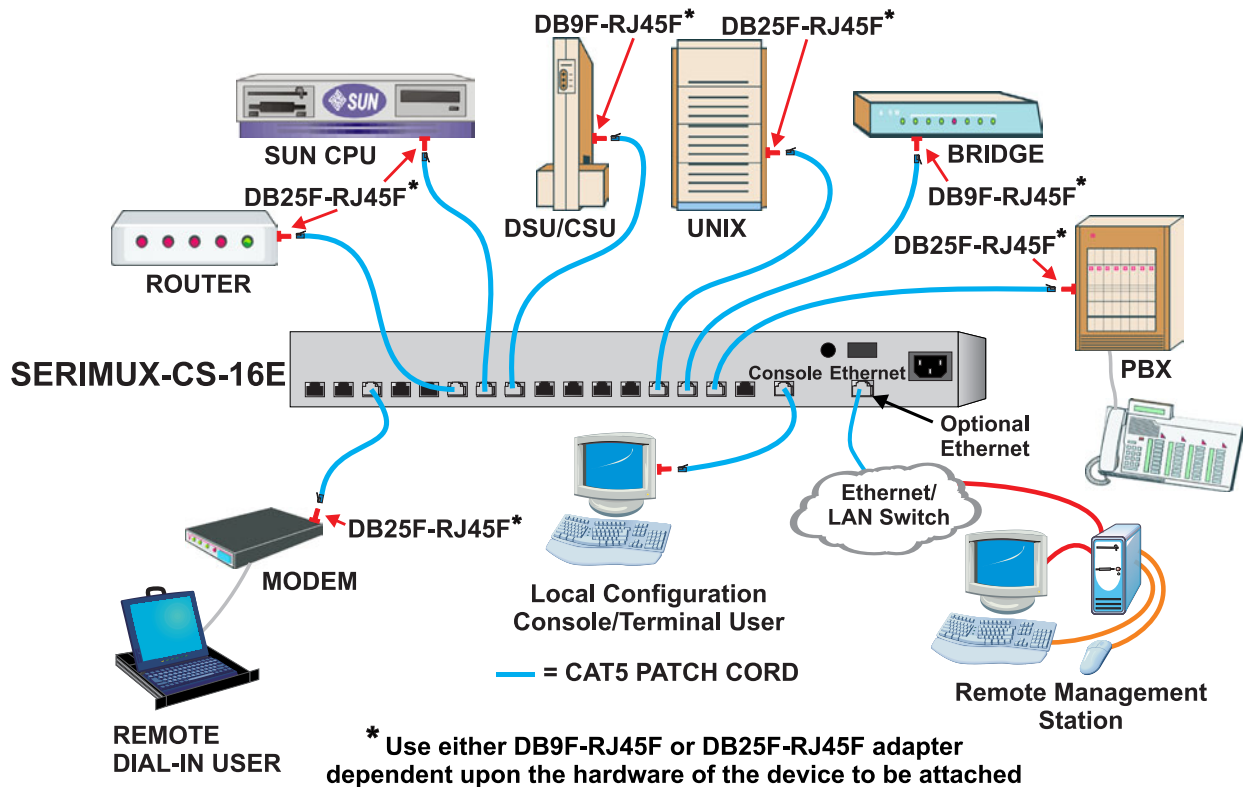 DB9F-RJ45F*
DB25F-RJ45F*
SUN
SUN CPU
BRIDGE
DB25F-RJ45F*
DB9F-RJ45F*
DSU/CSU
UNIX
DB25F-RJ45F*
ROUTER
SERIMUX-CS-16E
Console Ethernet
PBX
Optional
Ethernet
Ethernet/
LAN Switch
DB25F-RJ45F*
MODEM
Local Configuration
Console/Terminal User
= CAT5 PATCH CORD
Remote Management
Station
REMOTE
DIAL-IN USER
* Use either DB9F-RJ45F or DB25F-RJ45F adapter
dependent upon the hardware of the device to be attached